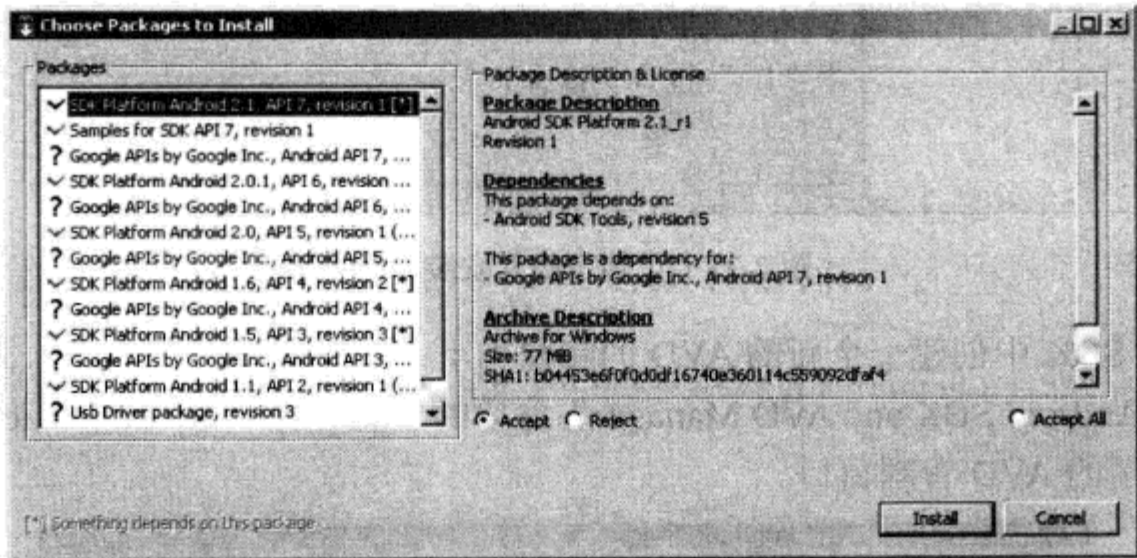 Choose Packages to Install
Packages
SDK Platform Android 2.1, API 7, revision 1 [*]
Samples for SDK API 7, revision 1
? Google APIs by Google Inc., Android API 7, ...
SDK Platform Android 2.0.1, API 6, revision ...
? Google APIs by Google Inc., Android API 6, ...
SDK Platform Android 2.0, API 5, revision 1 (...
? Google APIs by Google Inc., Android API 5, ...
SDK Platform Android 1.6, API 4, revision 2 [*]
? Google APIs by Google Inc., Android API 4, ...
SDK Platform Android 1.5, API 3, revision 3 [*]
? Google APIs by Google Inc., Android API 3, ...
SDK Platform Android 1.1, API 2, revision 1 (...
? Usb Driver package, revision 3
Package Description & License
Package Description
Android SDK Platform 2.1_r1
Revision 1
Dependencies
This package depends on:
- Android SDK Tools, revision 5
This package is a dependency for:
- Google APIs by Google Inc., Android API 7, revision 1
Archive Description
Archive for Windows
Size: 77 MiB
SHA1: b04453e6f0f0d0df16740e360114c559092dfaf4
Accept Reject Accept All
[*] Something depends on this package
Install Cancel